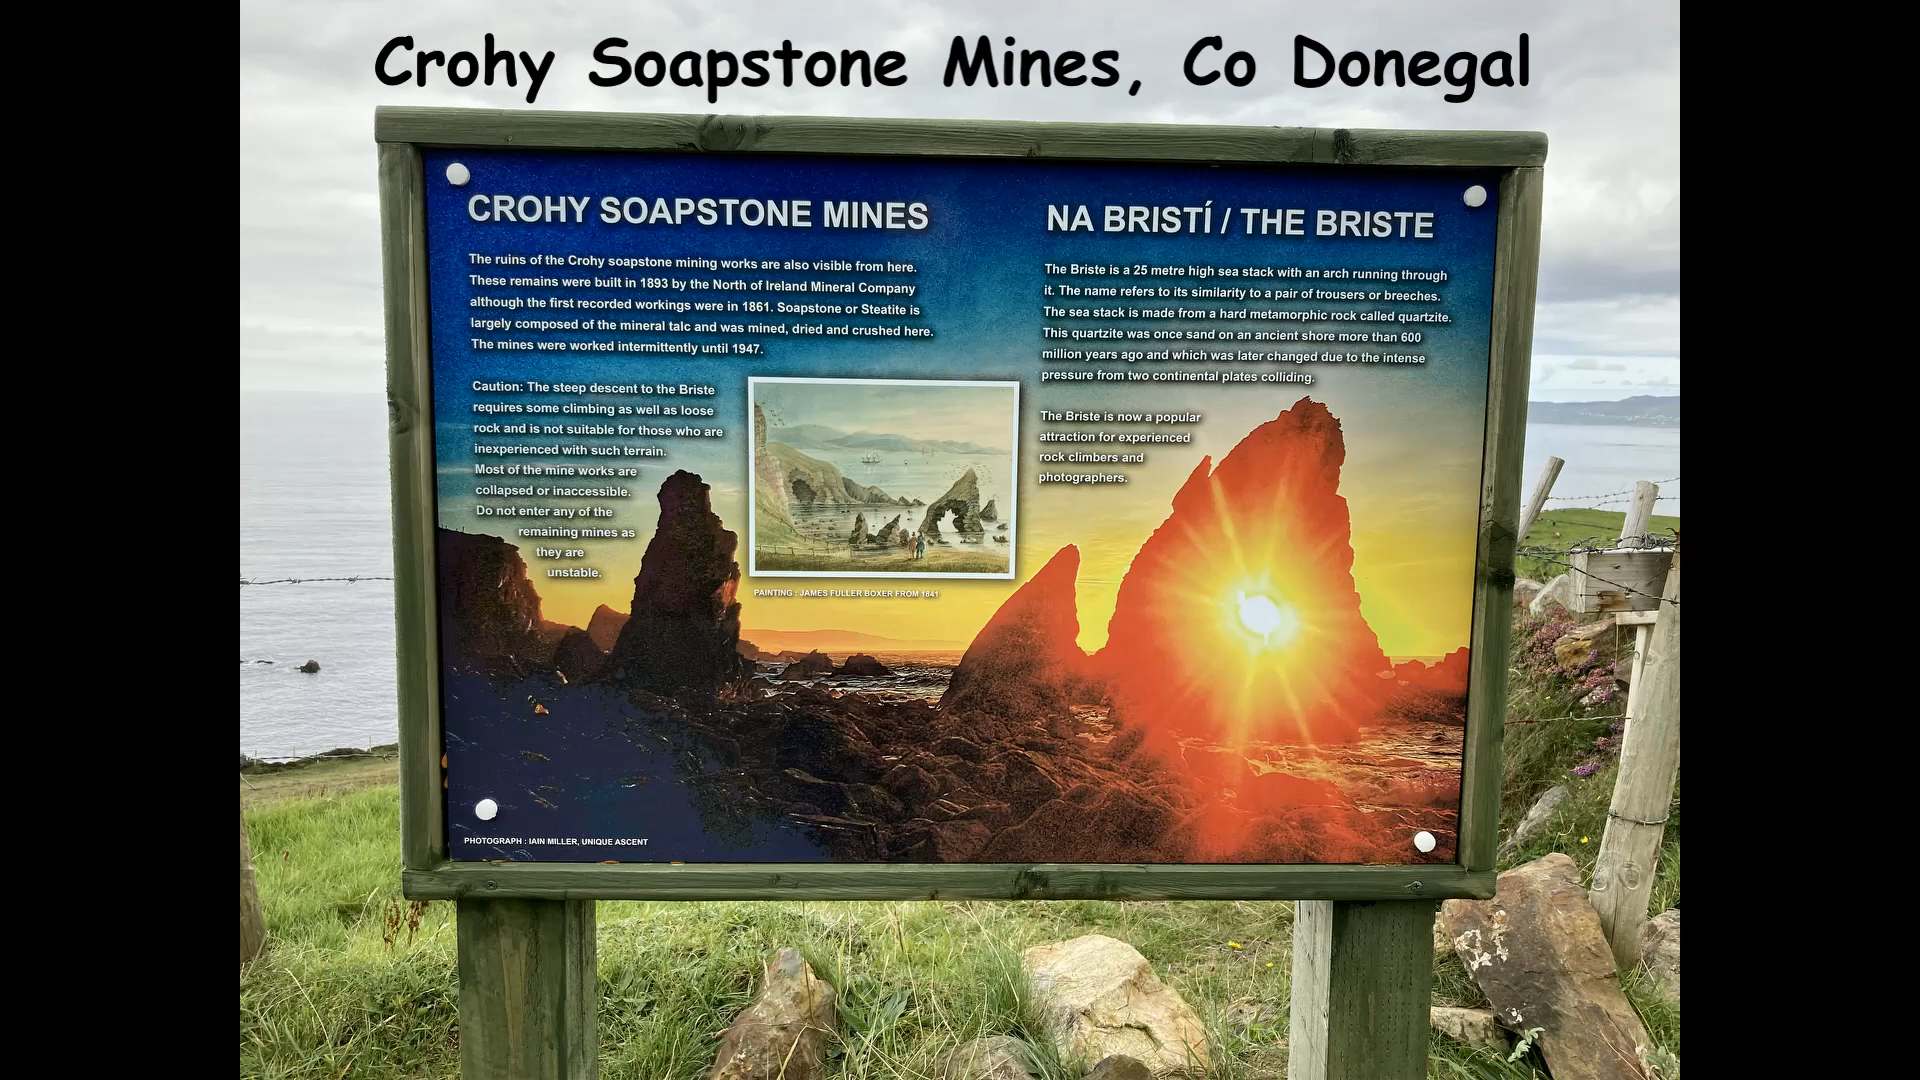 Crohy Soapstone Mines, Co Donegal
CROHY SOAPSTONE MINES
The ruins of the Crohy soapstone mining works are also visible from here.
These remains were built in 1893 by the North of Ireland Mineral Company
although the first recorded workings were in 1861. Soapstone or Steatite is
largely composed of the mineral talc and was mined, dried and crushed here.
The mines were worked intermittently until 1947.
Caution: The steep descent to the Briste
requires some climbing as well as loose
rock and is not suitable for those who are
inexperienced with such terrain.
Most of the mine works are
collapsed or inaccessible.
Do not enter any of the
remaining mines as
they are
unstable.
PAINTING : JAMES FULLER BOXER FROM 1841
NA BRISTÍ / THE BRISTE
The Briste is a 25 metre high sea stack with an arch running through
it. The name refers to its similarity to a pair of trousers or breeches.
The sea stack is made from a hard metamorphic rock called quartzite.
This quartzite was once sand on an ancient shore more than 600
million years ago and which was later changed due to the intense
pressure from two continental plates colliding.
The Briste is now a popular
attraction for experienced
rock climbers and
photographers.
PHOTOGRAPH : IAIN MILLER, UNIQUE ASCENT